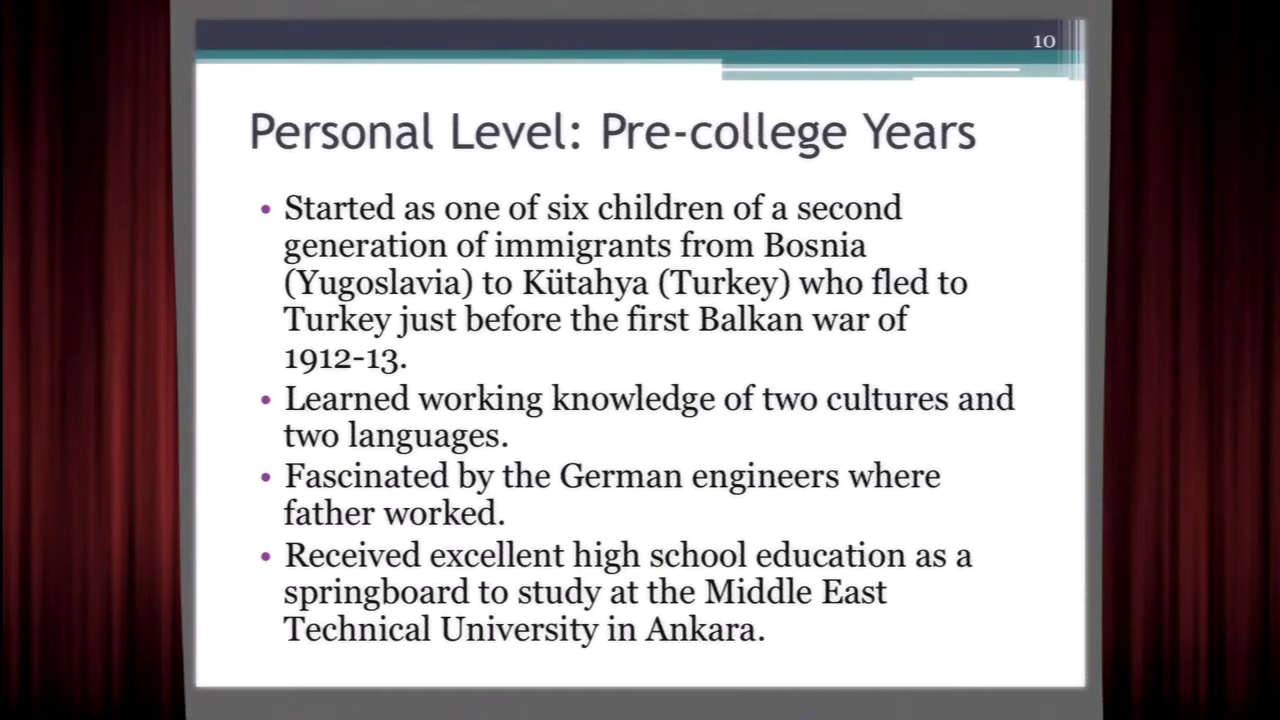 10
Personal Level: Pre-college Years
• Started as one of six children of a second
generation of immigrants from Bosnia
(Yugoslavia) to Kütahya (Turkey) who fled to
Turkey just before the first Balkan war of
1912-13.
• Learned working knowledge of two cultures and
two languages.
• Fascinated by the German engineers where
father worked.
• Received excellent high school education as a
springboard to study at the Middle East
Technical University in Ankara.